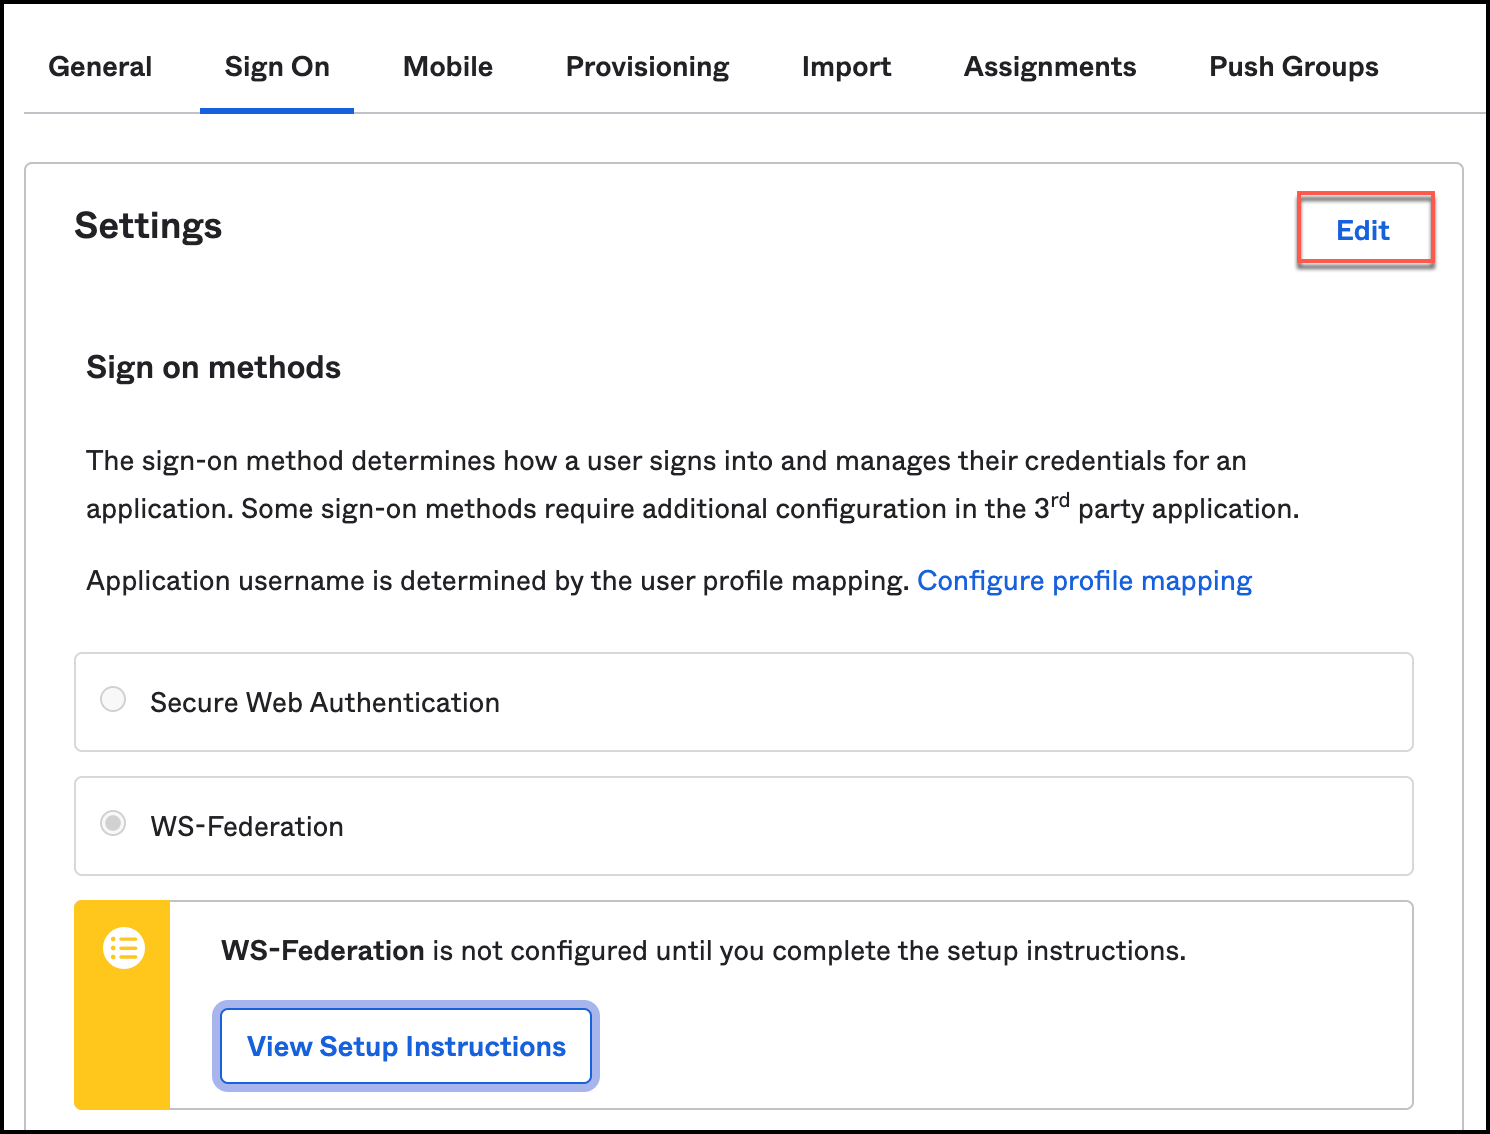 General Sign On Mobile Provisioning Import Assignments Push Groups
Settings
Edit
Sign on methods
The sign-on method determines how a user signs into and manages their credentials for an
application. Some sign-on methods require additional configuration in the 3rd party application.
Application username is determined by the user profile mapping. Configure profile mapping
Secure Web Authentication
WS-Federation
WS-Federation is not configured until you complete the setup instructions.
View Setup Instructions